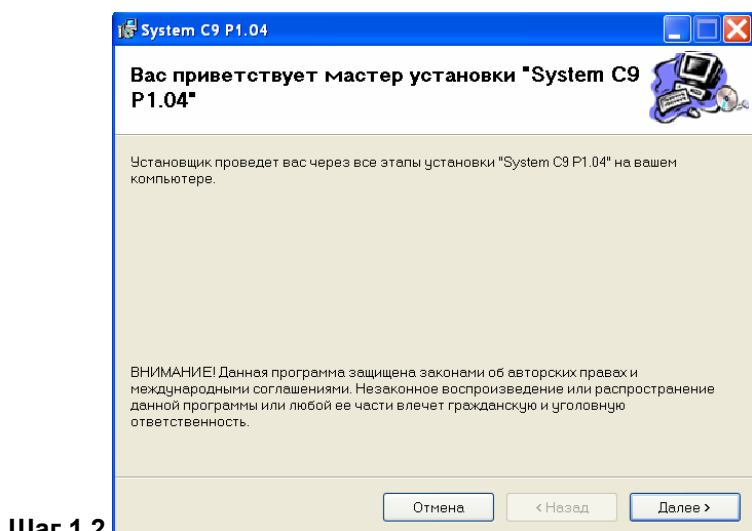 System C9 P1.04
Вас приветствует мастер установки "System C9
P1.04"
Установщик проведет вас через все этапы установки "System C9 P1.04" на вашем
компьютере.
ВНИМАНИЕ! Данная программа защищена законами об авторских правах и
международными соглашениями. Незаконное воспроизведение или распространение
данной программы или любой ее части влечет гражданскую и уголовную
ответственность.
Отмена < Назад Далее >
Шаг 1.2